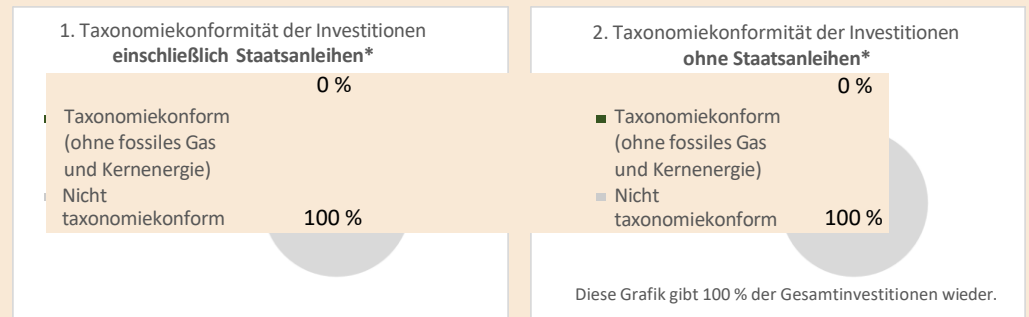 1. Taxonomiekonformität der Investitionen
einschließlich Staatsanleihen*
0 %
Taxonomiekonform
(ohne fossiles Gas
und Kernenergie)
Nicht
taxonomiekonform 100 %
2. Taxonomiekonformität der Investitionen
ohne Staatsanleihen*
0 %
Taxonomiekonform
(ohne fossiles Gas
und Kernenergie)
Nicht
taxonomiekonform 100 %
Diese Grafik gibt 100 % der Gesamtinvestitionen wieder.